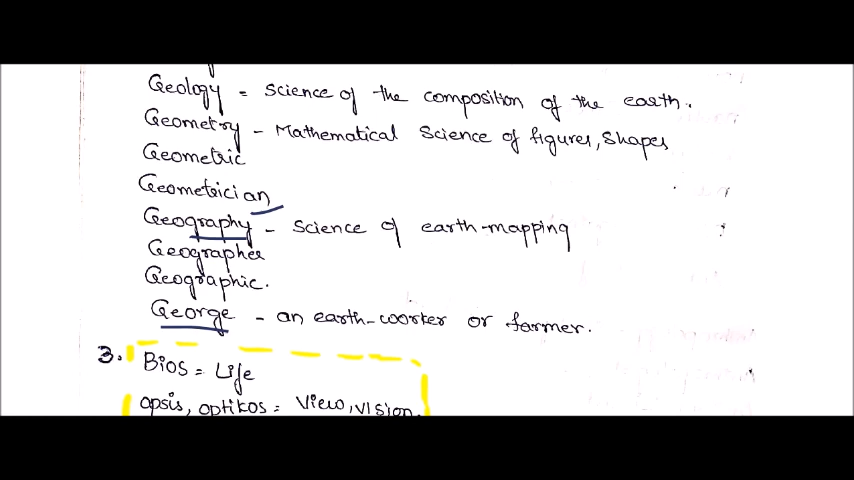 Geology = science of the composition of the earth.
Geometry - Mathematical Science of figures, Shapes
Geometric
Geometrician
Geography - science of earth-mapping
Geographer
Geographic.
George - an earth-worker or farmer.
3. Bios = Life
opsis, optikos = View, vision.